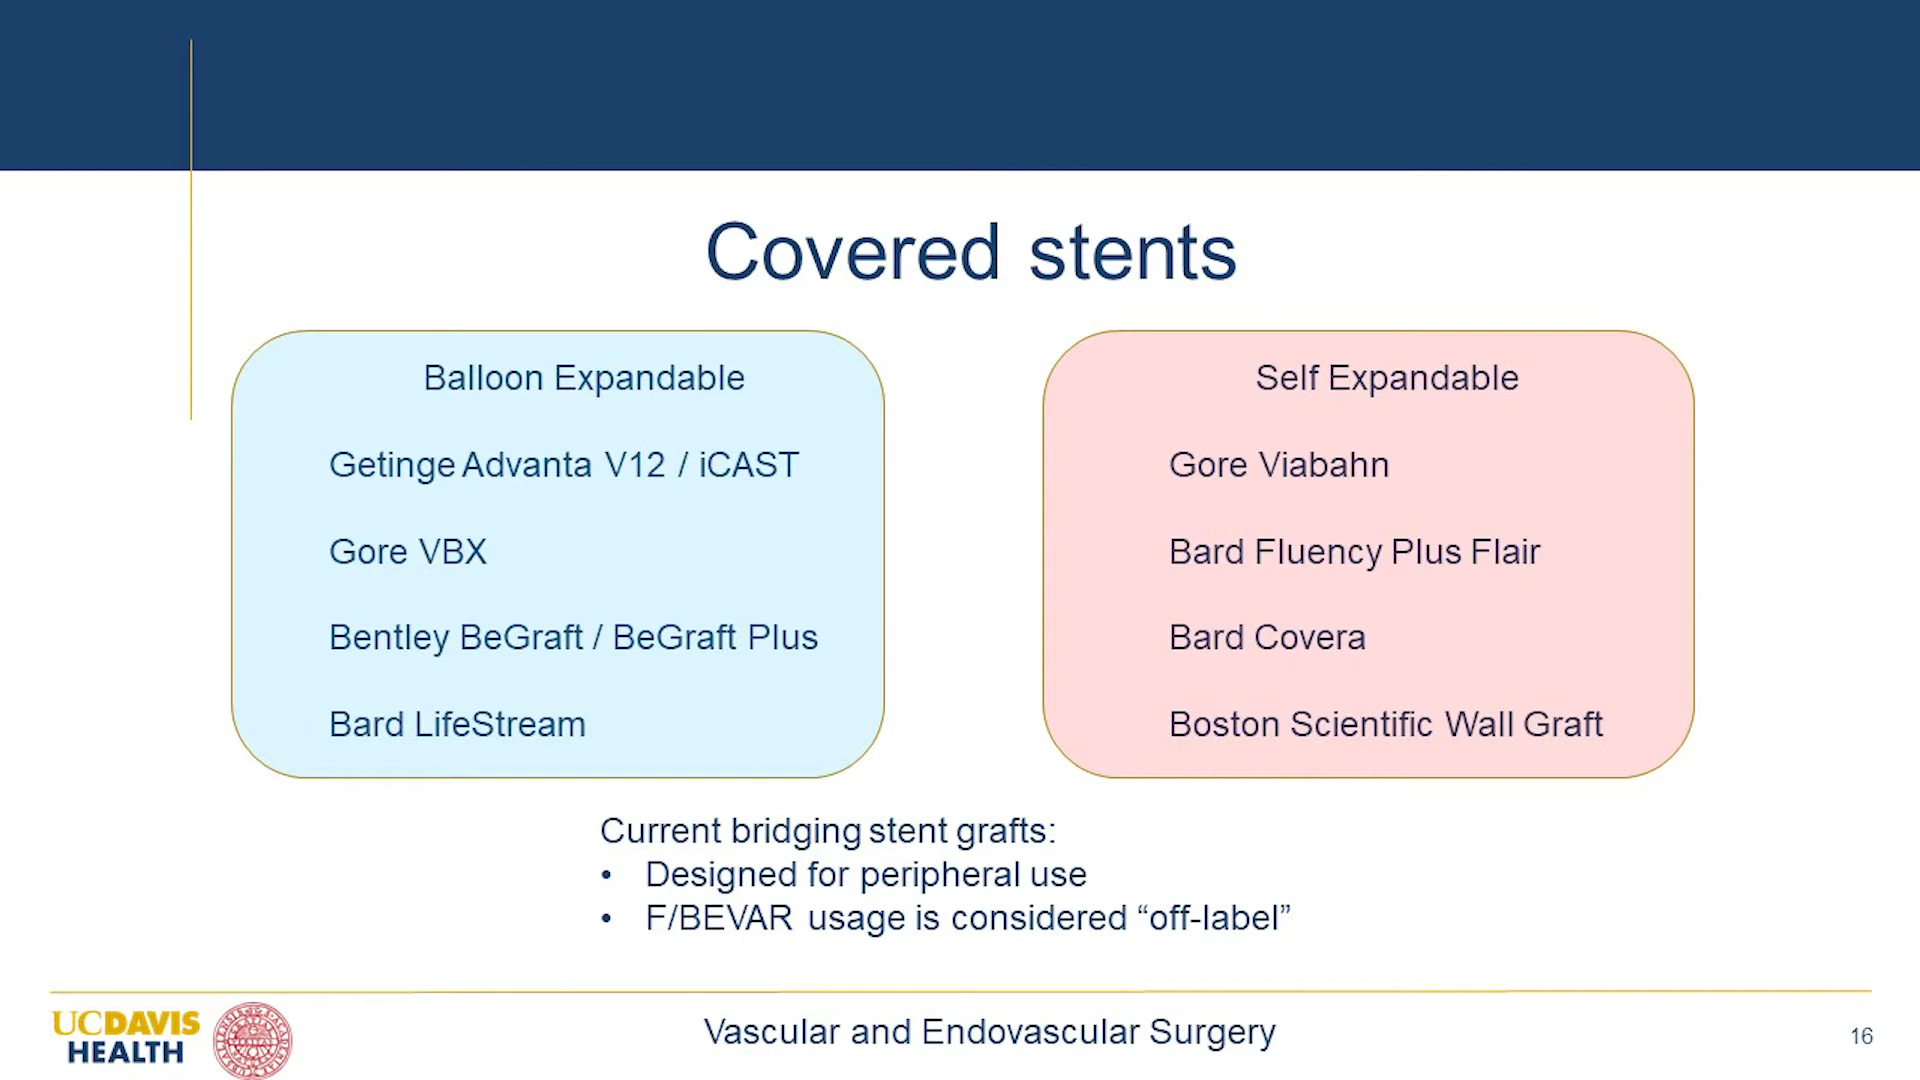 Covered stents
Balloon Expandable
Getinge Advanta V12 / iCAST
Gore VBX
Bentley BeGraft / BeGraft Plus
Bard LifeStream
Self Expandable
Gore Viabahn
Bard Fluency Plus Flair
Bard Covera
Boston Scientific Wall Graft
Current bridging stent grafts:
• Designed for peripheral use
• F/BEVAR usage is considered “off-label”
UCDAVIS
HEALTH
Vascular and Endovascular Surgery
16